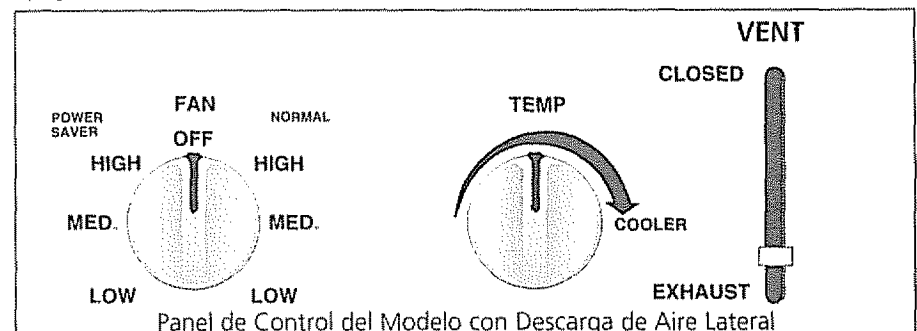 VENT
CLOSED
FAN
TEMP
POWER
SAVER
NORMAL
OFF
HIGH
HIGH
MED.
MED.
COOLER
LOW
LOW
EXHAUST
Panel de Control del Modelo con Descarga de Aire Lateral